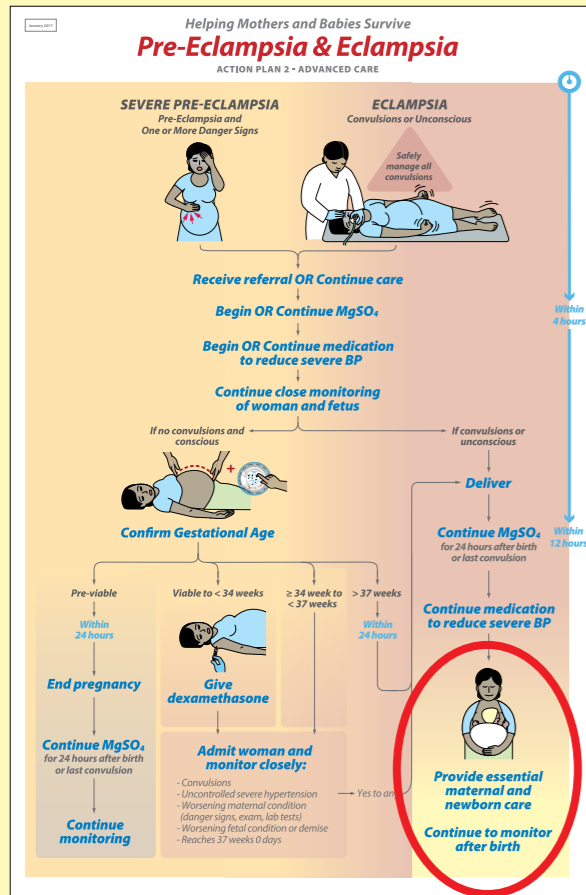 January 2017
Helping Mothers and Babies Survive
Pre-Eclampsia & Eclampsia
ACTION PLAN 2 - ADVANCED CARE
SEVERE PRE-ECLAMPSIA
Pre-Eclampsia and
One or More Danger Signs
ECLAMPSIA
Convulsions or Unconscious
Safely
manage all
convulsions
Receive referral OR Continue care
Begin OR Continue MgSO₄
Within
4 hours
Begin OR Continue medication
to reduce severe BP
Continue close monitoring
of woman and fetus
If no convulsions and
conscious
If convulsions or
unconscious
+
Deliver
Confirm Gestational Age
Continue MgSO₄
for 24 hours after birth
or last convulsion
Within
12 hours
Pre-viable
Viable to < 34 weeks
≥ 34 week to
< 37 weeks
> 37 weeks
Within
24 hours
Within
24 hours
Continue medication
to reduce severe BP
End pregnancy
Give
dexamethasone
Continue MgSO₄
for 24 hours after birth
or last convulsion
Continue
monitoring
Admit woman and
monitor closely:
- Convulsions
- Uncontrolled severe hypertension
- Worsening maternal condition
(danger signs, exam, lab tests)
- Worsening fetal condition or demise
- Reaches 37 weeks 0 days
Yes to any
Provide essential
maternal and
newborn care
Continue to monitor
after birth